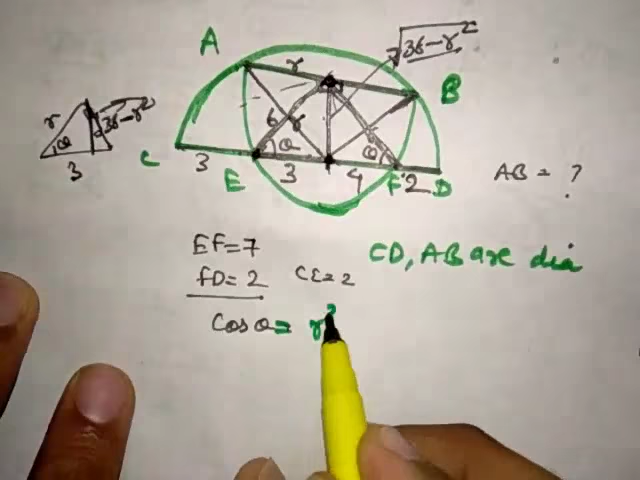 A
r
√36-r²
B
r
√36-r²
θ
3
6
r
r
θ
θ
C
3
E
3
4
F
2
D
AB = ?
EF=7
FD=2
CE=2
CD, AB are dia
Cosθ= r²